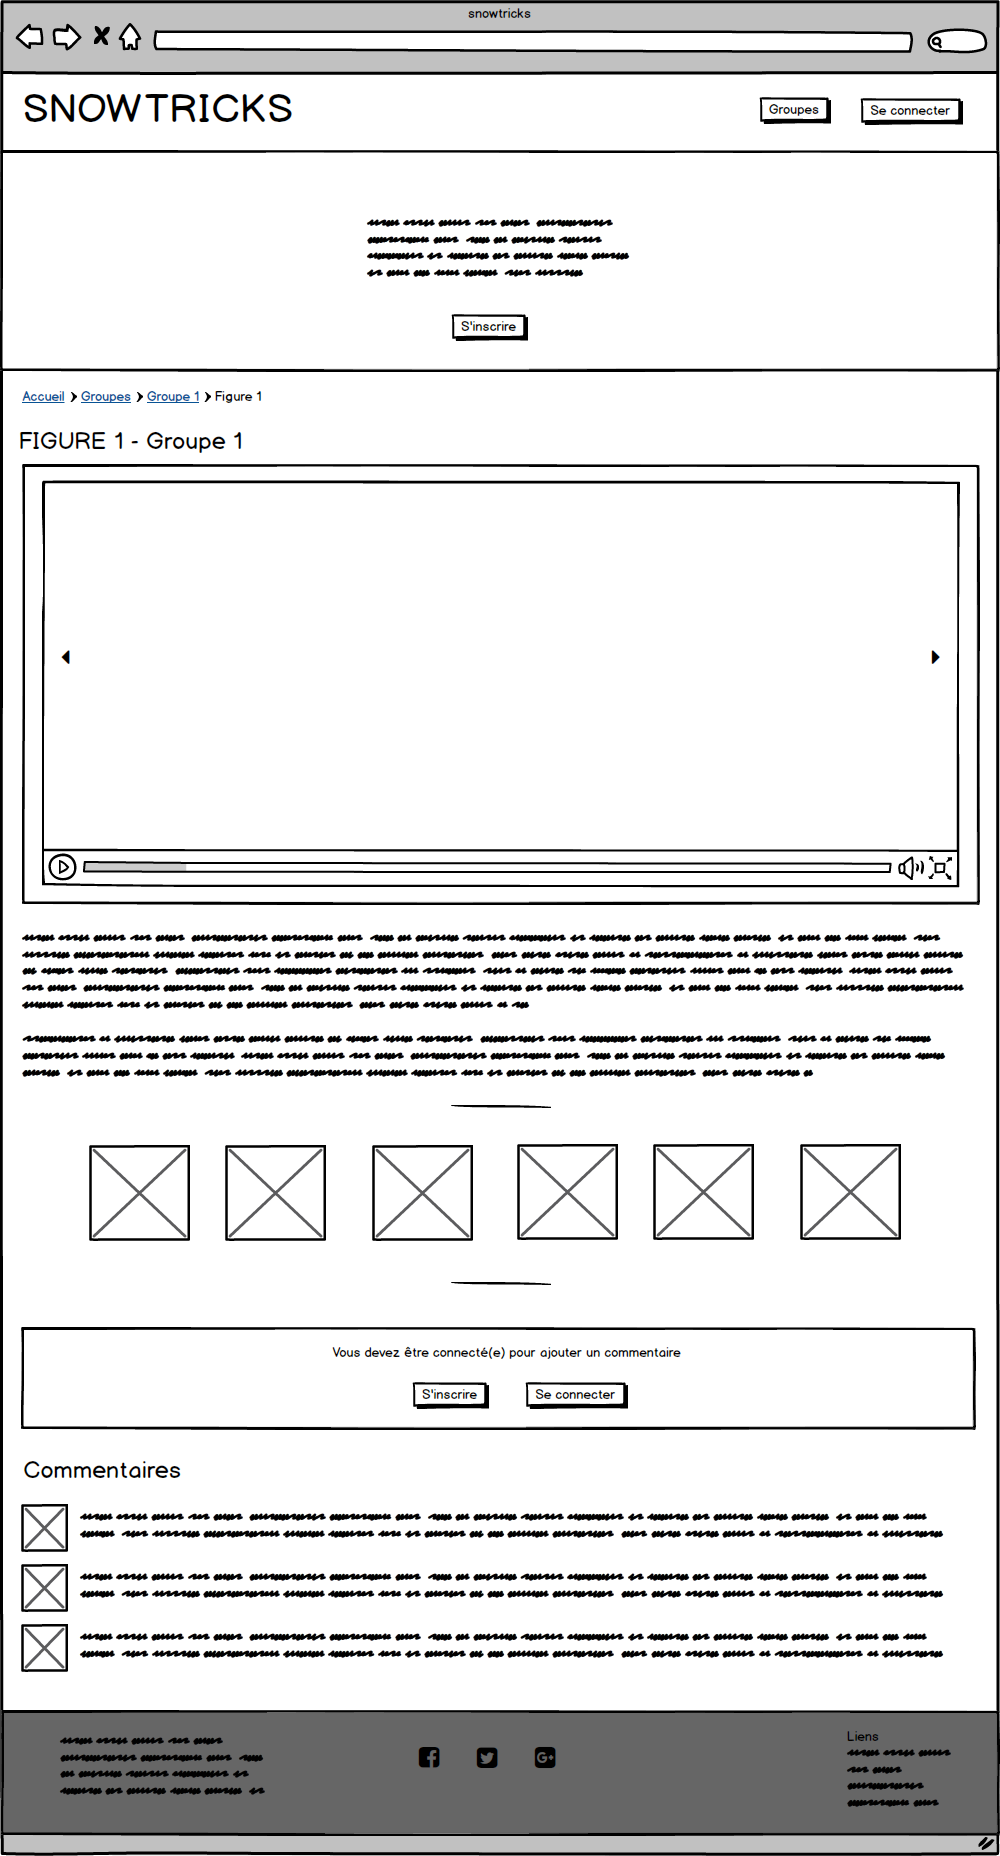 snowtricks
SNOWTRICKS
Groupes
Se connecter
S'inscrire
Accueil > Groupes > Groupe 1 > Figure 1
FIGURE 1 - Groupe 1
Vous devez être connecté(e) pour ajouter un commentaire
S'inscrire
Se connecter
Commentaires
Liens